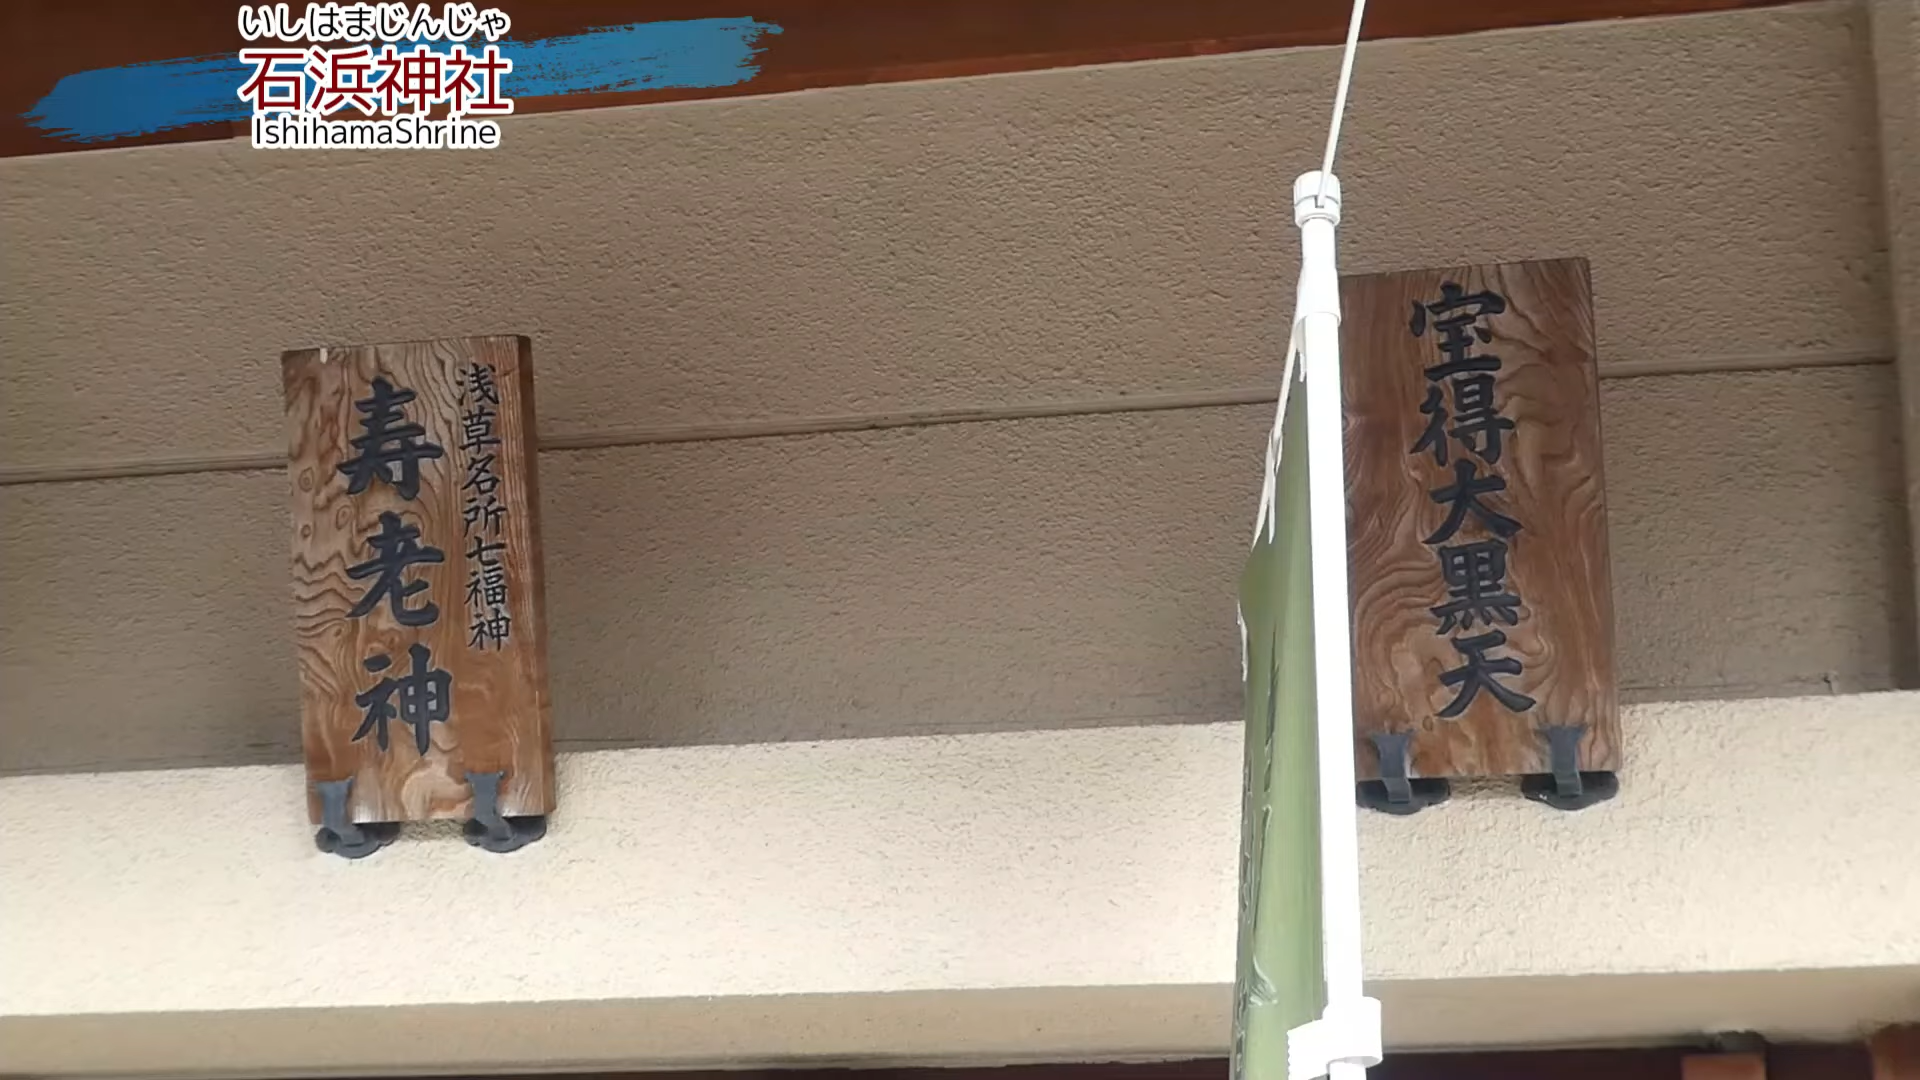 いしはまじんじゃ
石浜神社
IshihamaShrine
宝得大黒天
浅草名所七福神
寿老神